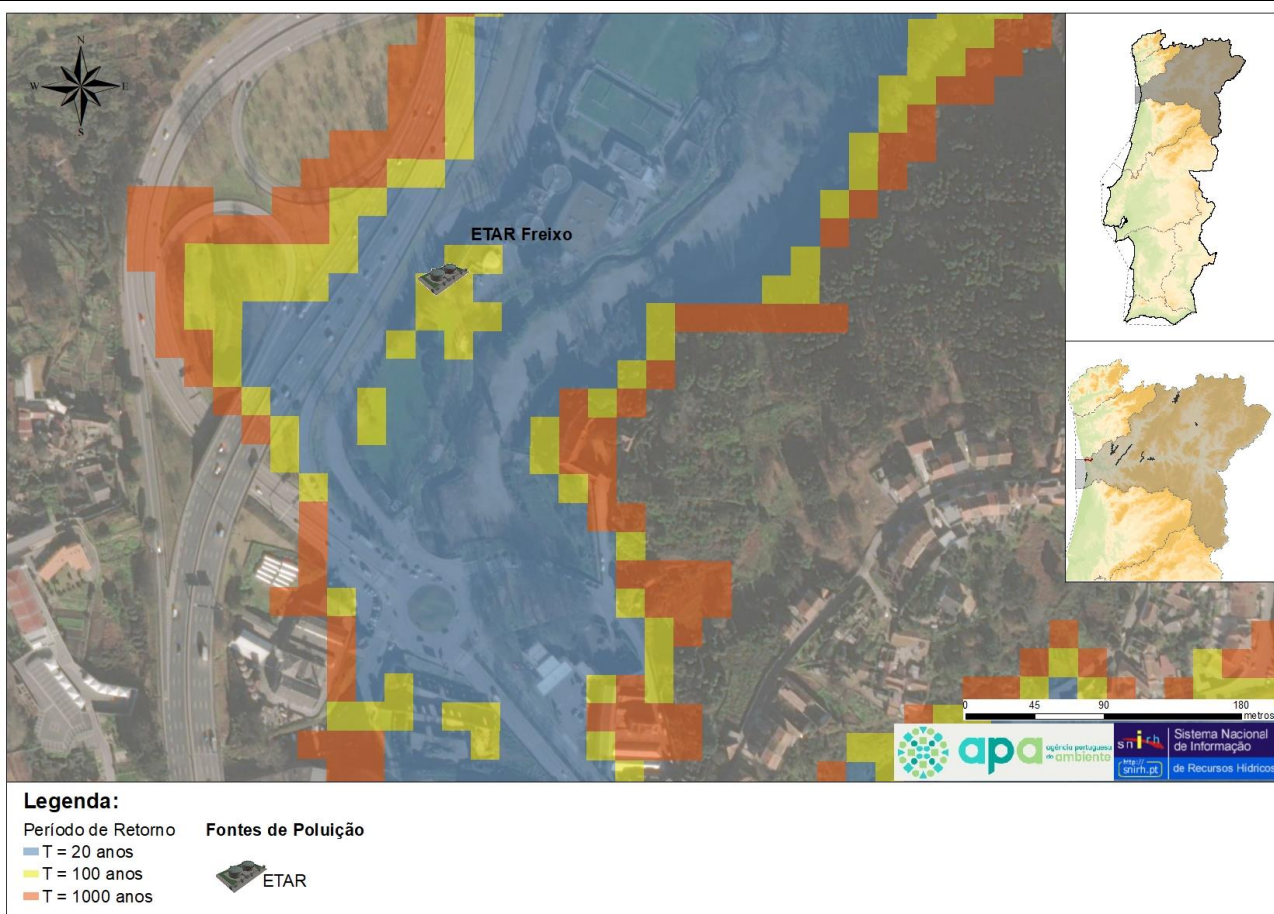 N
W
E
S
ETAR Freixo
0 45 90 180
metros
apa agência portuguesa do ambiente
snirh
http://
snirh.pt
Sistema Nacional
de Informação
de Recursos Hídricos
Legenda:
Período de Retorno
T = 20 anos
T = 100 anos
T = 1000 anos
Fontes de Poluição
ETAR